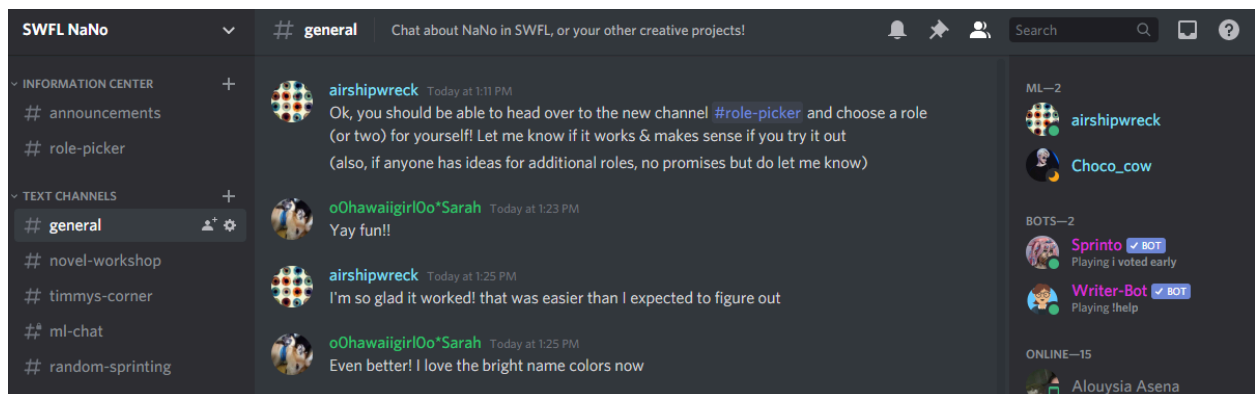 SWFL NaNo
INFORMATION CENTER
# announcements
# role-picker
TEXT CHANNELS
# general
# novel-workshop
# timmys-corner
# ml-chat
# random-sprinting
# general
Chat about NaNo in SWFL, or your other creative projects!
Search
airshipwreck Today at 1:11 PM
Ok, you should be able to head over to the new channel #role-picker and choose a role
(or two) for yourself! Let me know if it works & makes sense if you try it out
(also, if anyone has ideas for additional roles, no promises but do let me know)
oOhawaiigirlOo*Sarah Today at 1:23 PM
Yay fun!!
airshipwreck Today at 1:25 PM
I'm so glad it worked! that was easier than I expected to figure out
oOhawaiigirlOo*Sarah Today at 1:25 PM
Even better! I love the bright name colors now
ML—2
airshipwreck
Choco_cow
BOTS—2
Sprinto ✓ BOT
Playing i voted early
Writer-Bot ✓ BOT
Playing !help
ONLINE—15
Alouysia Asena